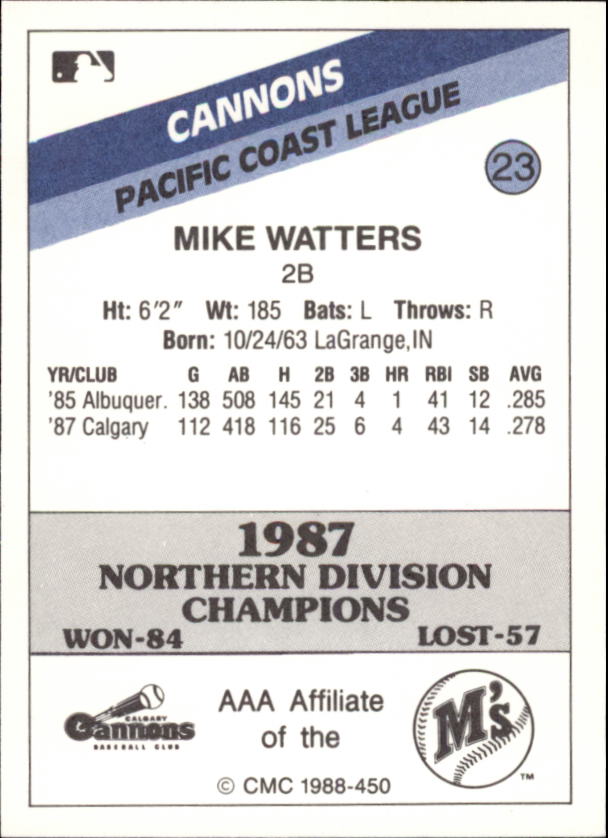 CANNONS
PACIFIC COAST LEAGUE
23
MIKE WATTERS
2B
Ht: 6'2" Wt: 185 Bats: L Throws: R
Born: 10/24/63 LaGrange,IN
YR/CLUB G AB H 2B 3B HR RBI SB AVG
'85 Albuquer. 138 508 145 21 4 1 41 12 .285
'87 Calgary 112 418 116 25 6 4 43 14 .278
1987
NORTHERN DIVISION
CHAMPIONS
WON-84 LOST-57
CALGARY
Cannons
BASEBALL CLUB
AAA Affiliate
of the
M's
TM
© CMC 1988-450